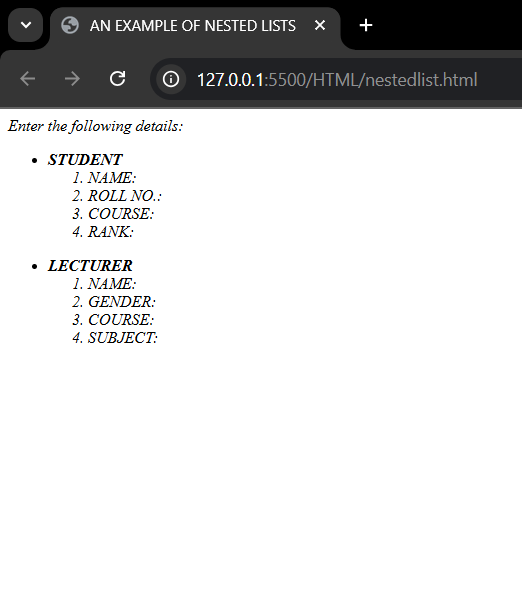 AN EXAMPLE OF NESTED LISTS
127.0.0.1:5500/HTML/nestedlist.html
Enter the following details:
• STUDENT
1. NAME:
2. ROLL NO.:
3. COURSE:
4. RANK:
• LECTURER
1. NAME:
2. GENDER:
3. COURSE:
4. SUBJECT: